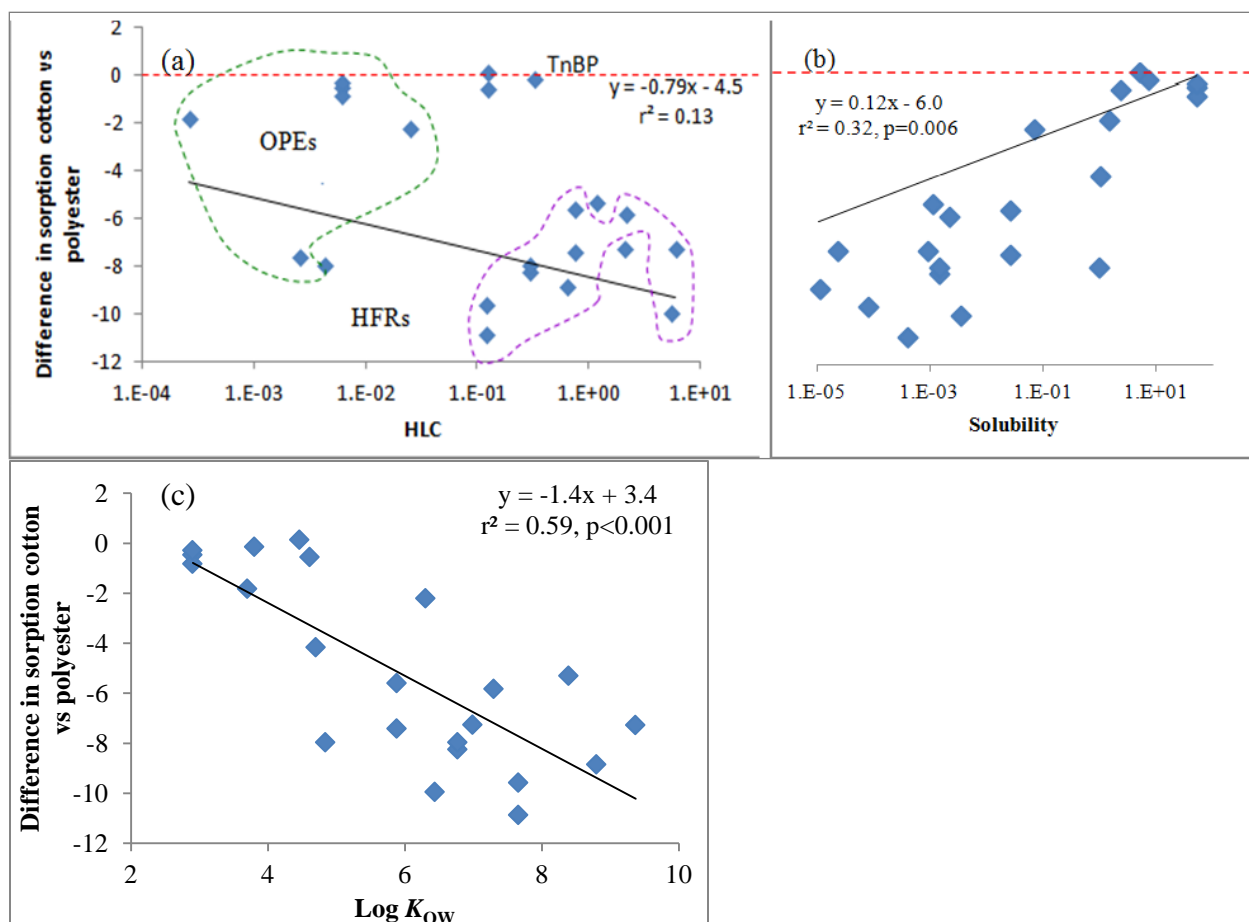 (a)
Difference in sorption cotton vs
polyester
2
0
-2
-4
-6
-8
-10
-12
TnBP
y = -0.79x - 4.5
r² = 0.13
OPEs
HFRs
1.E-04 1.E-03 1.E-02 1.E-01 1.E+00 1.E+01
HLC
(b)
y = 0.12x - 6.0
r² = 0.32, p=0.006
1.E-05 1.E-03 1.E-01 1.E+01
Solubility
(c)
y = -1.4x + 3.4
r² = 0.59, p<0.001
Difference in sorption cotton
vs polyester
2
0
-2
-4
-6
-8
-10
-12
2 4 6 8 10
Log KOW